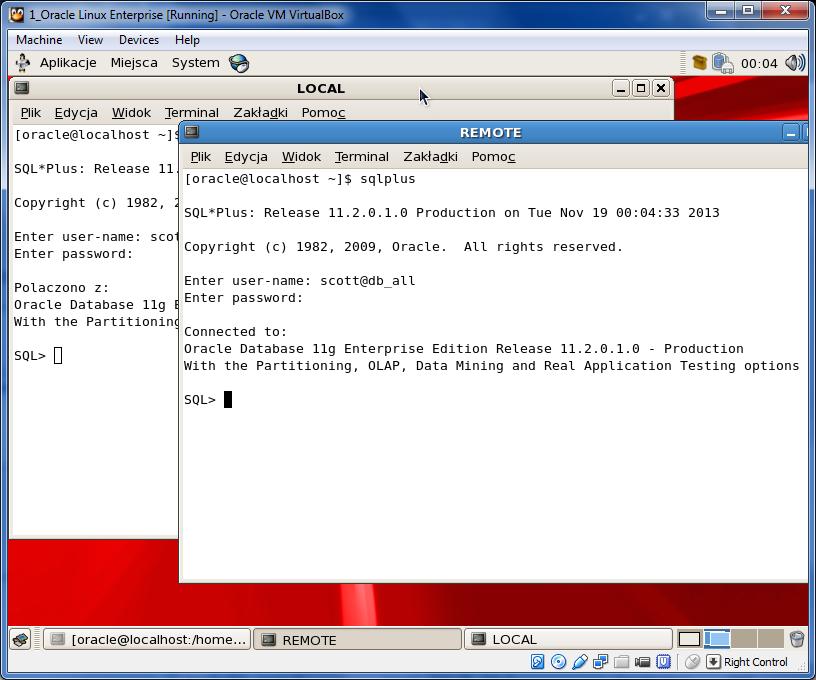 1_Oracle Linux Enterprise [Running] - Oracle VM VirtualBox
Machine View Devices Help
Aplikacje Miejsca System 00:04
LOCAL
Plik Edycja Widok Terminal Zakładki Pomoc
[oracle@localhost ~]$
SQL*Plus: Release 11.
Copyright (c) 1982, 2
Enter user-name: scot
Enter password:
Polaczono z:
Oracle Database 11g E
With the Partitioning
SQL>
REMOTE
Plik Edycja Widok Terminal Zakładki Pomoc
[oracle@localhost ~]$ sqlplus
SQL*Plus: Release 11.2.0.1.0 Production on Tue Nov 19 00:04:33 2013
Copyright (c) 1982, 2009, Oracle.  All rights reserved.
Enter user-name: scott@db_all
Enter password:
Connected to:
Oracle Database 11g Enterprise Edition Release 11.2.0.1.0 - Production
With the Partitioning, OLAP, Data Mining and Real Application Testing options
SQL>
[oracle@localhost:/home... REMOTE LOCAL
Right Control